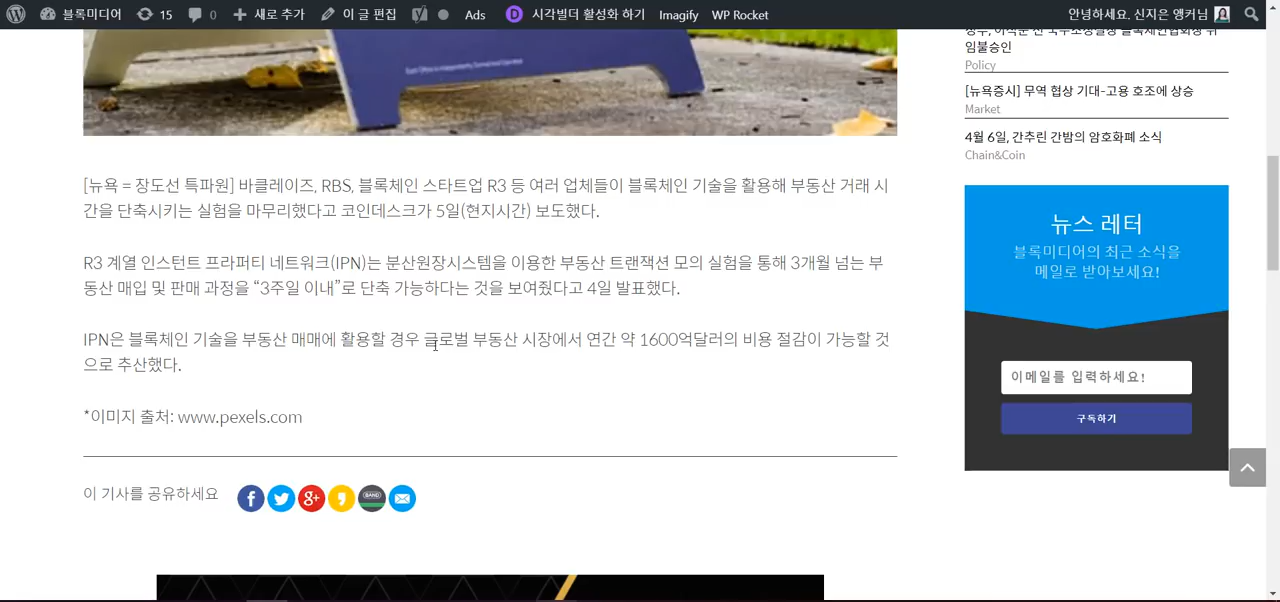 블록미디어 15 0 새로 추가 이 글 편집 Ads 시각빌더 활성화 하기 Imagify WP Rocket 안녕하세요. 신지은 앵커님
임불승인
Policy
[뉴욕증시] 무역 협상 기대-고용 호조에 상승
Market
4월 6일, 간추린 간밤의 암호화폐 소식
Chain&Coin
[뉴욕 = 장도선 특파원] 바클레이즈, RBS, 블록체인 스타트업 R3 등 여러 업체들이 블록체인 기술을 활용해 부동산 거래 시
간을 단축시키는 실험을 마무리했다고 코인데스크가 5일(현지시간) 보도했다.
R3 계열 인스턴트 프라퍼티 네트워크(IPN)는 분산원장시스템을 이용한 부동산 트랜잭션 모의 실험을 통해 3개월 넘는 부
동산 매입 및 판매 과정을 “3주일 이내”로 단축 가능하다는 것을 보여줬다고 4일 발표했다.
IPN은 블록체인 기술을 부동산 매매에 활용할 경우 글로벌 부동산 시장에서 연간 약 1600억달러의 비용 절감이 가능할 것
으로 추산했다.
*이미지 출처: www.pexels.com
이 기사를 공유하세요
BAND
뉴스 레터
블록미디어의 최근 소식을
메일로 받아보세요!
이메일를 입력하세요!
구독하기